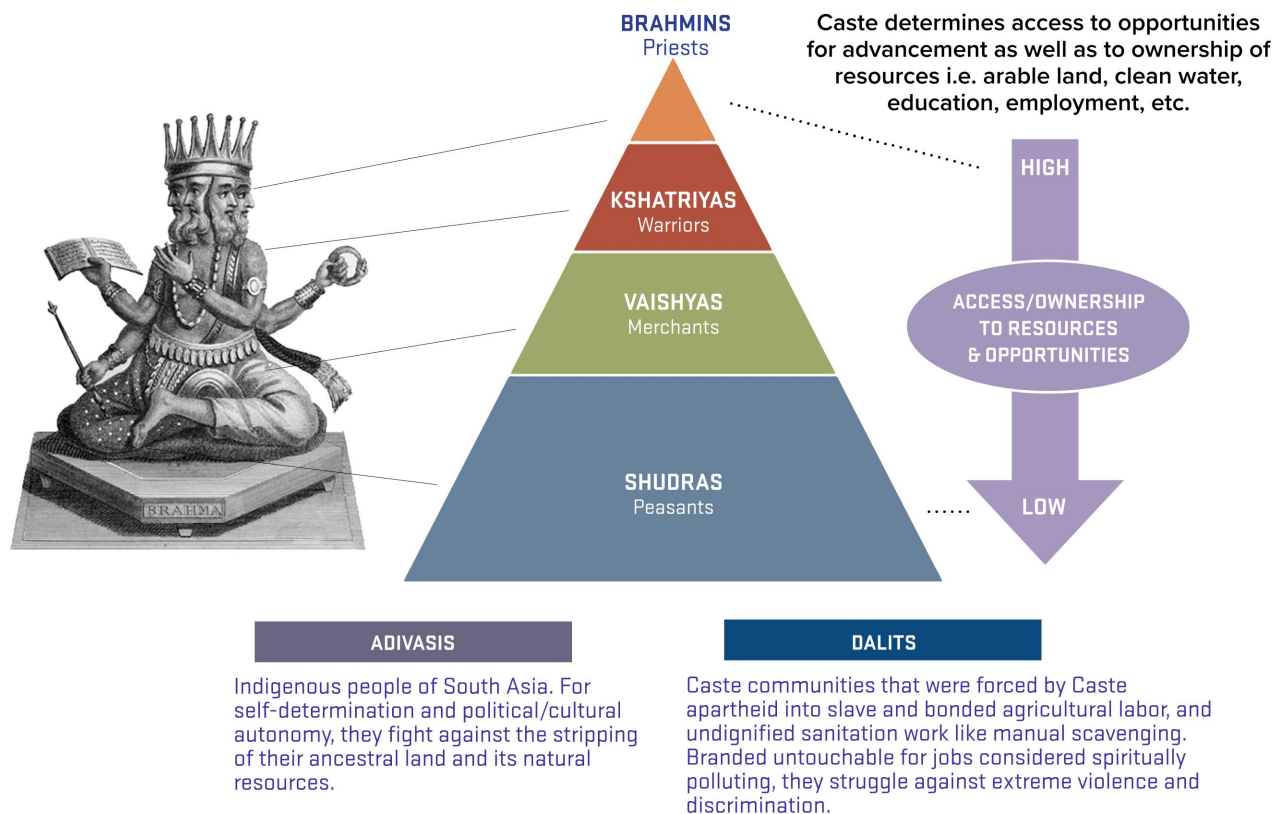 BRAHMINS
Priests
Caste determines access to opportunities
for advancement as well as to ownership of
resources i.e. arable land, clean water,
education, employment, etc.
HIGH
KSHATRIYAS
Warriors
VAISHYAS
Merchants
ACCESS/OWNERSHIP
TO RESOURCES
& OPPORTUNITIES
SHUDRAS
Peasants
LOW
BRAHMA
ADIVASIS
Indigenous people of South Asia. For
self-determination and political/cultural
autonomy, they fight against the stripping
of their ancestral land and its natural
resources.
DALITS
Caste communities that were forced by Caste
apartheid into slave and bonded agricultural labor, and
undignified sanitation work like manual scavenging.
Branded untouchable for jobs considered spiritually
polluting, they struggle against extreme violence and
discrimination.